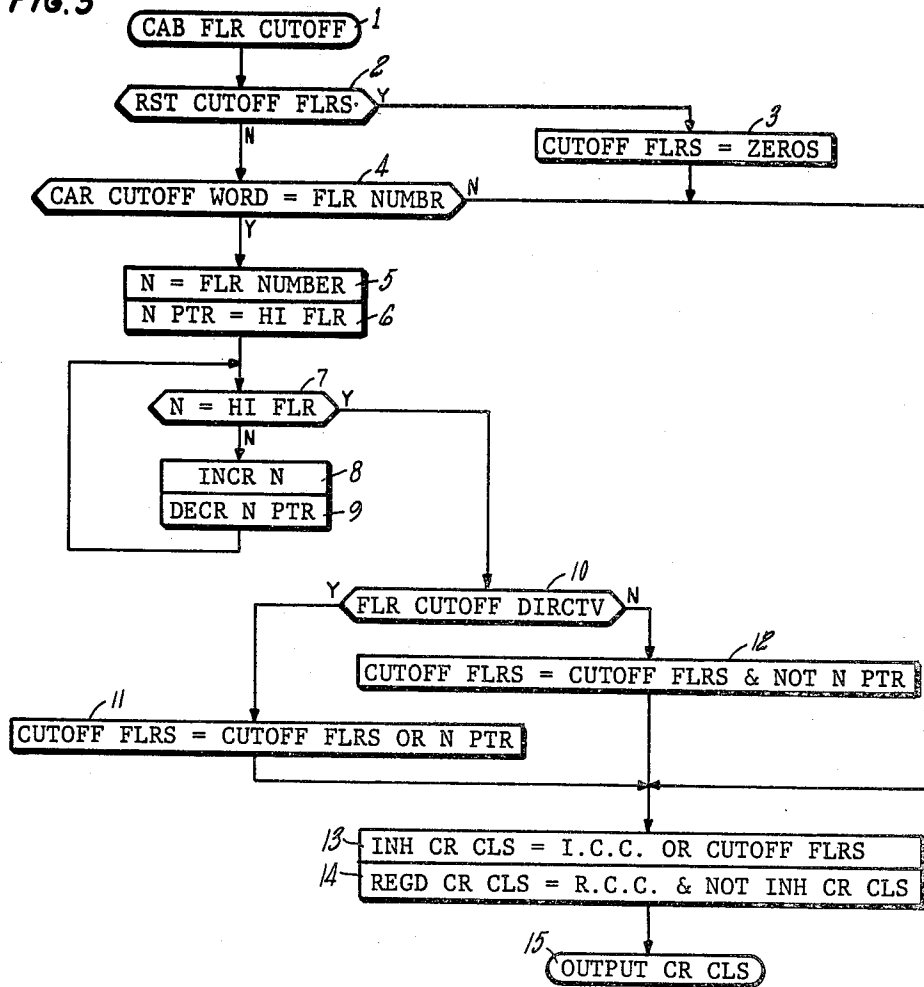 FIG. 3
CAB FLR CUTOFF 1
RST CUTOFF FLRS 2
Y
N
CUTOFF FLRS = ZEROS 3
CAR CUTOFF WORD = FLR NUMBR 4
N
Y
N = FLR NUMBER 5
N PTR = HI FLR 6
N = HI FLR 7
Y
N
INCR N 8
DECR N PTR 9
FLR CUTOFF DIRCTV 10
Y
N
CUTOFF FLRS = CUTOFF FLRS & NOT N PTR 12
11 CUTOFF FLRS = CUTOFF FLRS OR N PTR
13 INH CR CLS = I.C.C. OR CUTOFF FLRS
14 REGD CR CLS = R.C.C. & NOT INH CR CLS
15 OUTPUT CR CLS